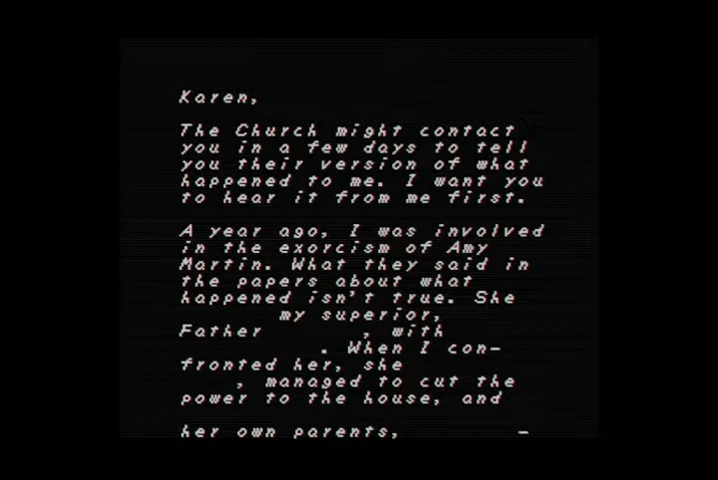 Karen,
The Church might contact
you in a few days to tell
you their version of what
happened to me. I want you
to hear it from me first.
A year ago, I was involved
in the exorcism of Amy
Martin. What they said in
the papers about what
happened isn't true. She
my superior,
Father , with
. When I con-
fronted her, she
, managed to cut the
power to the house, and
her own parents, -